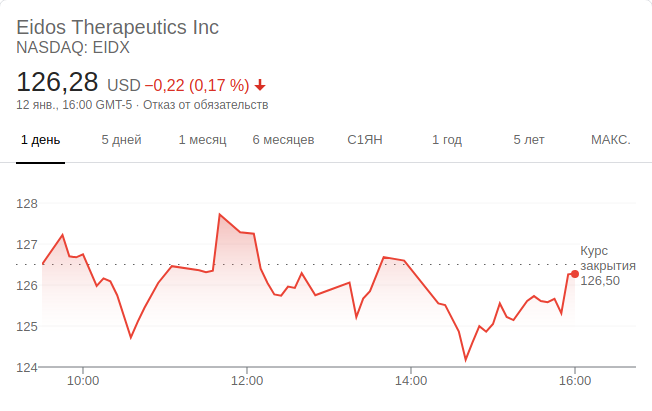 Eidos Therapeutics Inc
NASDAQ: EIDX
126,28 USD −0,22 (0,17 %)
12 янв., 16:00 GMT-5 · Отказ от обязательств
1 день 5 дней 1 месяц 6 месяцев С1ЯН 1 год 5 лет МАКС.
128
127
126
125
124
Курс
закрытия
126,50
10:00 12:00 14:00 16:00